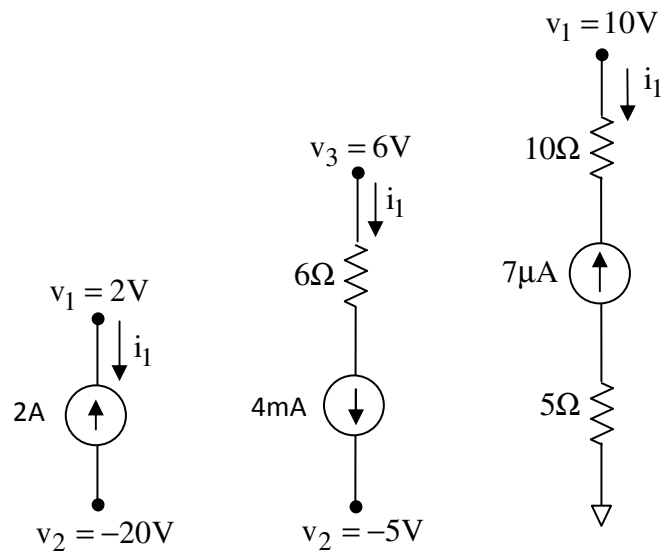 v₁ = 2V
i₁
2A
v₂ = −20V
v₃ = 6V
i₁
6Ω
4mA
v₂ = −5V
v₁ = 10V
i₁
10Ω
7µA
5Ω